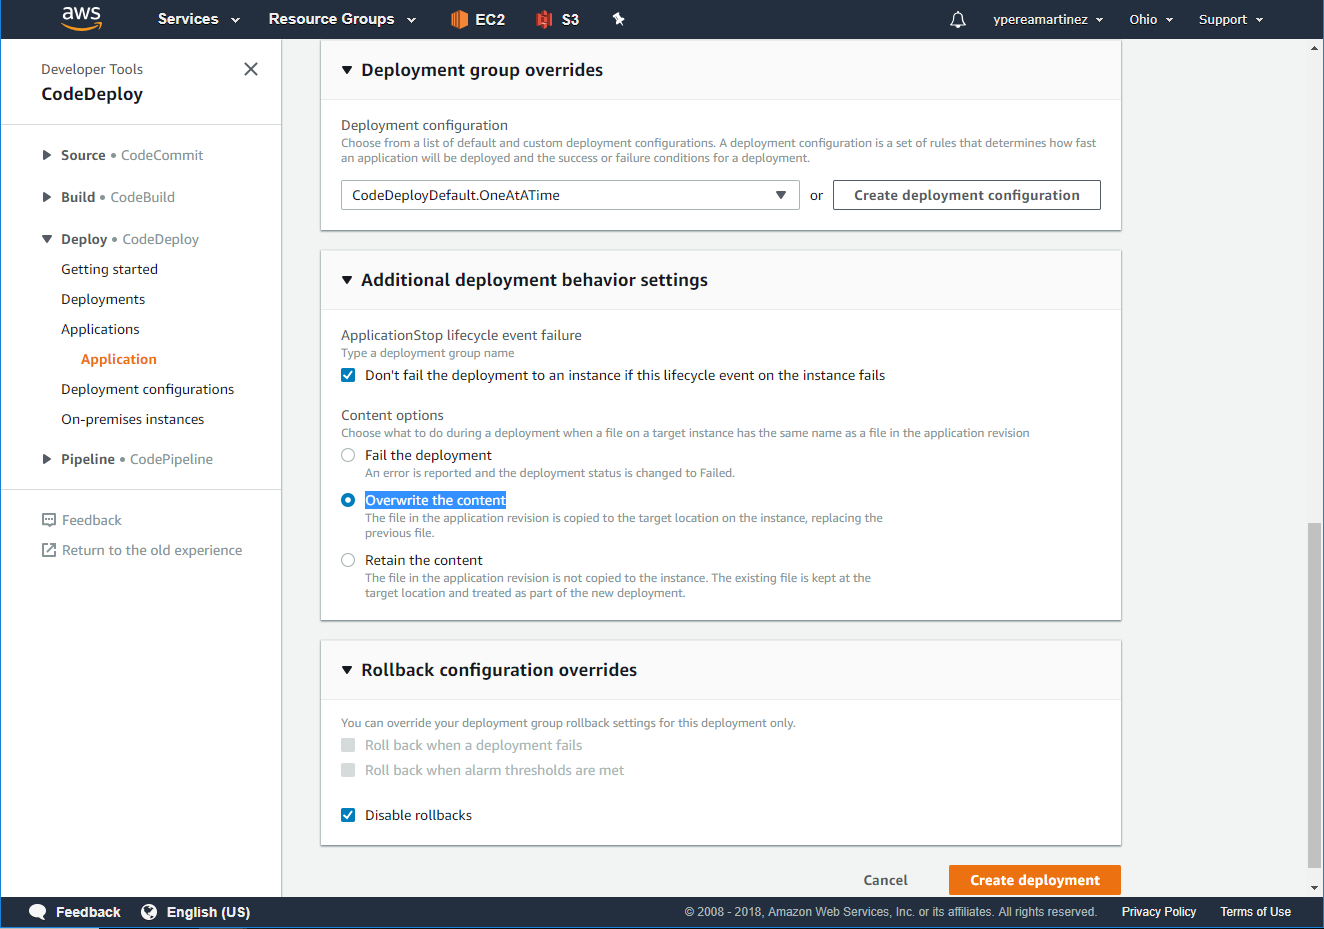 aws
Services
Resource Groups
EC2
S3
ypereamartinez
Ohio
Support
Developer Tools
CodeDeploy
Source • CodeCommit
Build • CodeBuild
Deploy • CodeDeploy
Getting started
Deployments
Applications
Application
Deployment configurations
On-premises instances
Pipeline • CodePipeline
Feedback
Return to the old experience
Deployment group overrides
Deployment configuration
Choose from a list of default and custom deployment configurations. A deployment configuration is a set of rules that determines how fast
an application will be deployed and the success or failure conditions for a deployment.
CodeDeployDefault.OneAtATime
or
Create deployment configuration
Additional deployment behavior settings
ApplicationStop lifecycle event failure
Type a deployment group name
Don't fail the deployment to an instance if this lifecycle event on the instance fails
Content options
Choose what to do during a deployment when a file on a target instance has the same name as a file in the application revision
Fail the deployment
An error is reported and the deployment status is changed to Failed.
Overwrite the content
The file in the application revision is copied to the target location on the instance, replacing the
previous file.
Retain the content
The file in the application revision is not copied to the instance. The existing file is kept at the
target location and treated as part of the new deployment.
Rollback configuration overrides
You can override your deployment group rollback settings for this deployment only.
Roll back when a deployment fails
Roll back when alarm thresholds are met
Disable rollbacks
Cancel
Create deployment
Feedback
English (US)
© 2008 - 2018, Amazon Web Services, Inc. or its affiliates. All rights reserved.
Privacy Policy
Terms of Use